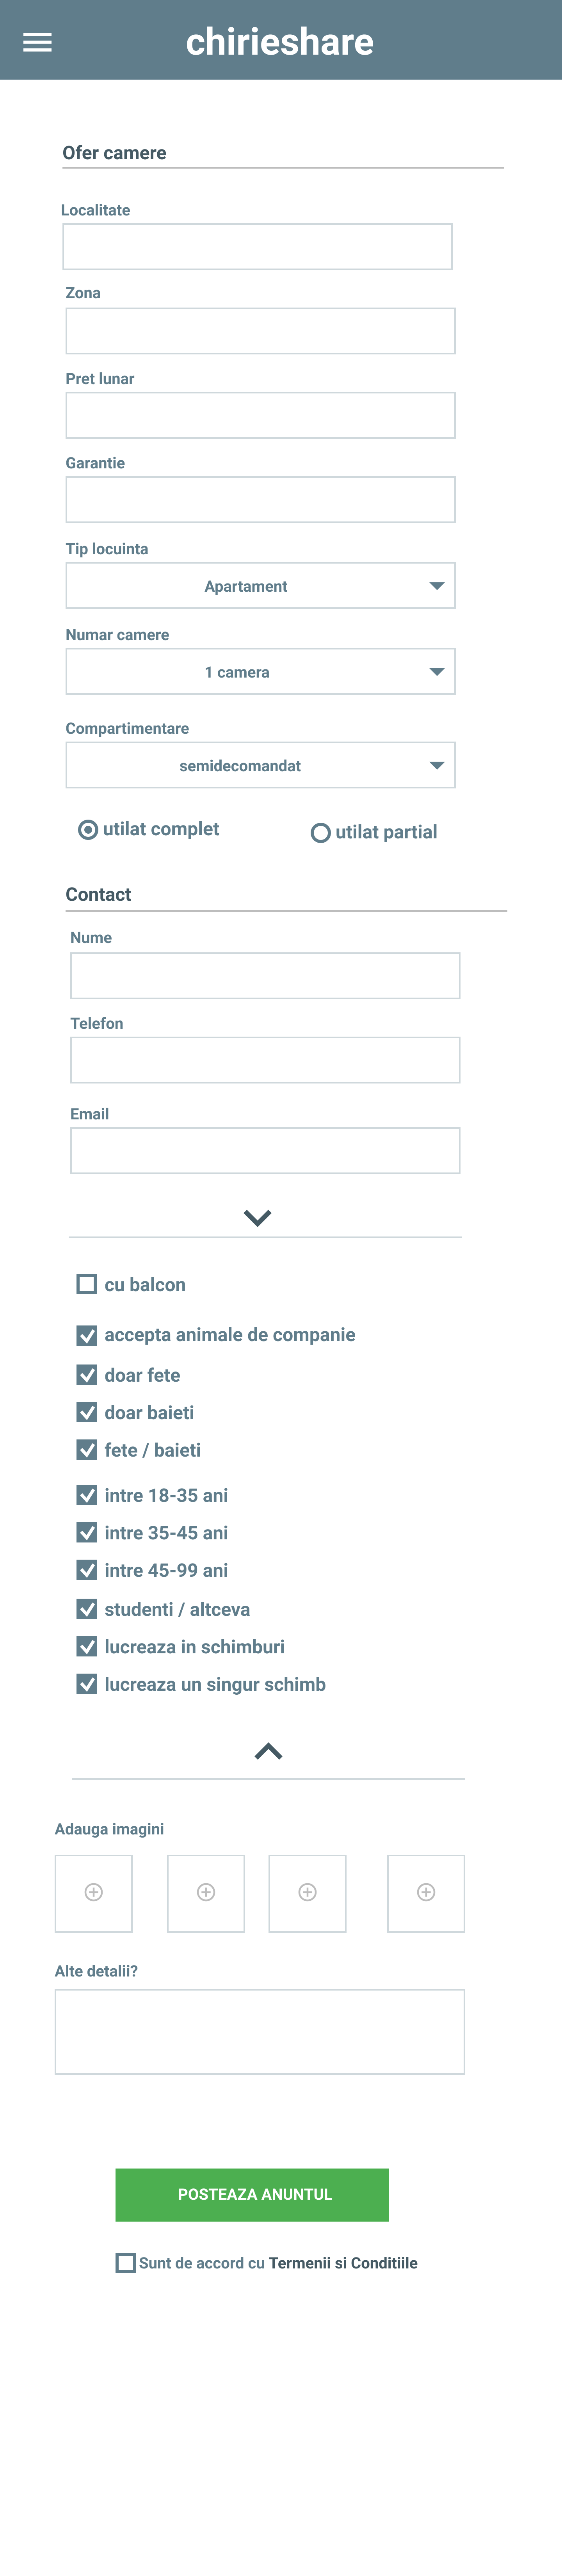 chirieshare
Ofer camere
Localitate
Zona
Pret lunar
Garantie
Tip locuinta
Apartament
Numar camere
1 camera
Compartimentare
semidecomandat
utilat complet
utilat partial
Contact
Nume
Telefon
Email
cu balcon
accepta animale de companie
doar fete
doar baieti
fete / baieti
intre 18-35 ani
intre 35-45 ani
intre 45-99 ani
studenti / altceva
lucreaza in schimburi
lucreaza un singur schimb
Adauga imagini
Alte detalii?
POSTEAZA ANUNTUL
Sunt de accord cu Termenii si Conditiile